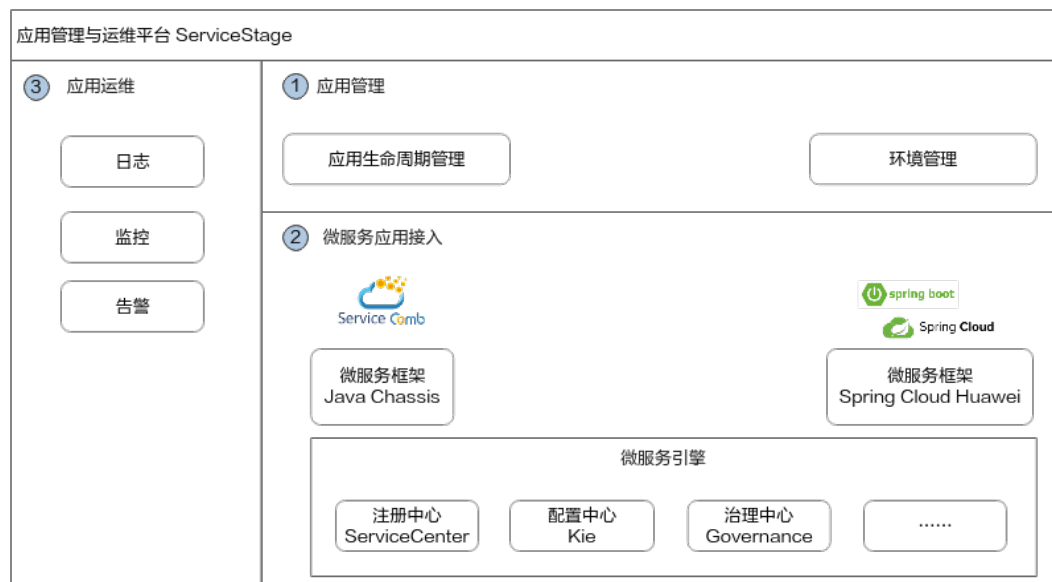 应用管理与运维平台 ServiceStage
3 应用运维
日志
监控
告警
1 应用管理
应用生命周期管理
环境管理
2 微服务应用接入
Service Comb
spring boot
Spring Cloud
微服务框架
Java Chassis
微服务框架
Spring Cloud Huawei
微服务引擎
注册中心
ServiceCenter
配置中心
Kie
治理中心
Governance
······